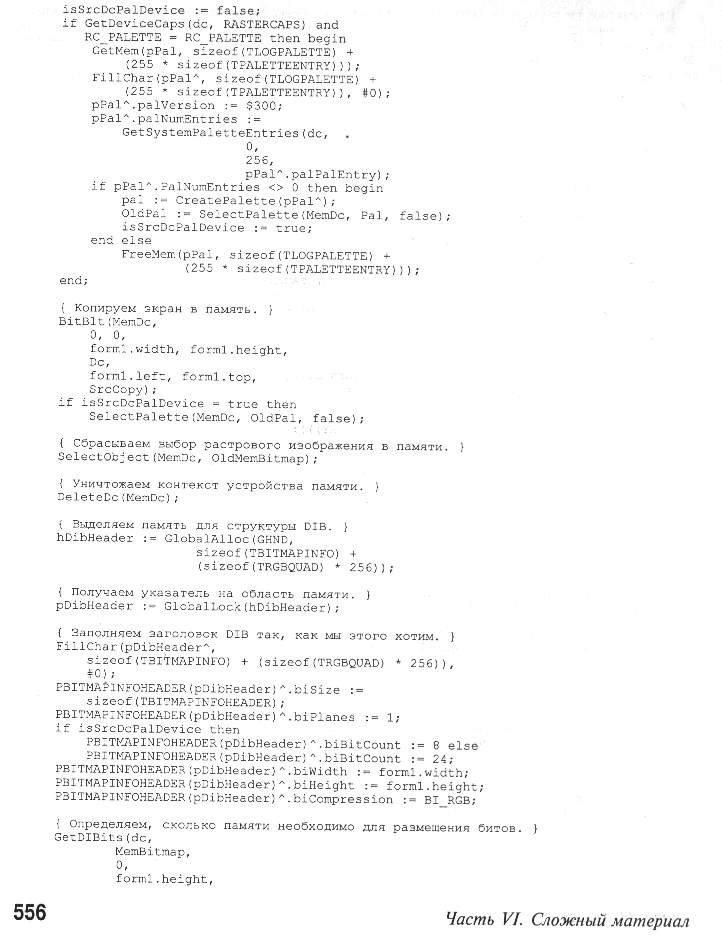 isSrcDcPalDevice := false;
if GetDeviceCaps(dc, RASTERCAPS) and
RC_PALETTE = RC_PALETTE then begin
GetMem(pPal, sizeof(TLOGPALETTE) +
(255 * sizeof(TPALETTEENTRY)));
FillChar(pPal^, sizeof(TLOGPALETTE) +
(255 * sizeof(TPALETTEENTRY)), #0);
pPal^.palVersion := $300;
pPal^.palNumEntries :=
GetSystemPaletteEntries(dc,
0,
256,
pPal^.palPalEntry);
if pPal^.PalNumEntries <> 0 then begin
pal := CreatePalette(pPal^);
OldPal := SelectPalette(MemDc, Pal, false);
isSrcDcPalDevice := true;
end else
FreeMem(pPal, sizeof(TLOGPALETTE) +
(255 * sizeof(TPALETTEENTRY)));
end;
{ Копируем экран в память. }
BitBlt(MemDc,
0, 0,
form1.width, form1.height,
Dc,
form1.left, form1.top,
SrcCopy);
if isSrcDcPalDevice = true then
SelectPalette(MemDc, OldPal, false);
{ Сбрасываем выбор растрового изображения в памяти. }
SelectObject(MemDc, OldMemBitmap);
{ Уничтожаем контекст устройства памяти. }
DeleteDc(MemDc);
{ Выделяем память для структуры DIB. }
hDibHeader := GlobalAlloc(GHND,
sizeof(TBITMAPINFO) +
(sizeof(TRGBQUAD) * 256));
{ Получаем указатель на область памяти. }
pDibHeader := GlobalLock(hDibHeader);
{ Заполняем заголовок DIB так, как мы этого хотим. }
FillChar(pDibHeader^,
sizeof(TBITMAPINFO) + (sizeof(TRGBQUAD) * 256)),
#0);
PBITMAPINFOHEADER(pDibHeader)^.biSize :=
sizeof(TBITMAPINFOHEADER);
PBITMAPINFOHEADER(pDibHeader)^.biPlanes := 1;
if isSrcDcPalDevice then
PBITMAPINFOHEADER(pDibHeader)^.biBitCount := 8 else
PBITMAPINFOHEADER(pDibHeader)^.biBitCount := 24;
PBITMAPINFOHEADER(pDibHeader)^.biWidth := form1.width;
PBITMAPINFOHEADER(pDibHeader)^.biHeight := form1.height;
PBITMAPINFOHEADER(pDibHeader)^.biCompression := BI_RGB;
{ Определяем, сколько памяти необходимо для размещения битов. }
GetDIBits(dc,
MemBitmap,
0,
form1.height,
556
Часть VI. Сложный материал